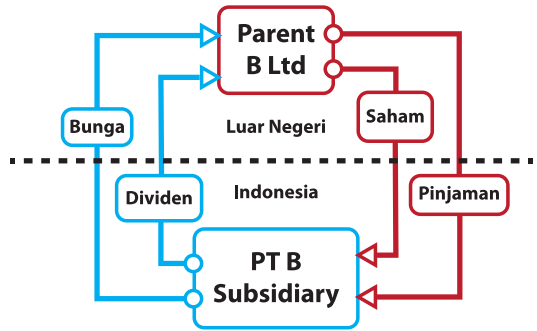 Parent
B Ltd
Bunga
Luar Negeri
Saham
Dividen
Indonesia
Pinjaman
PT B
Subsidiary